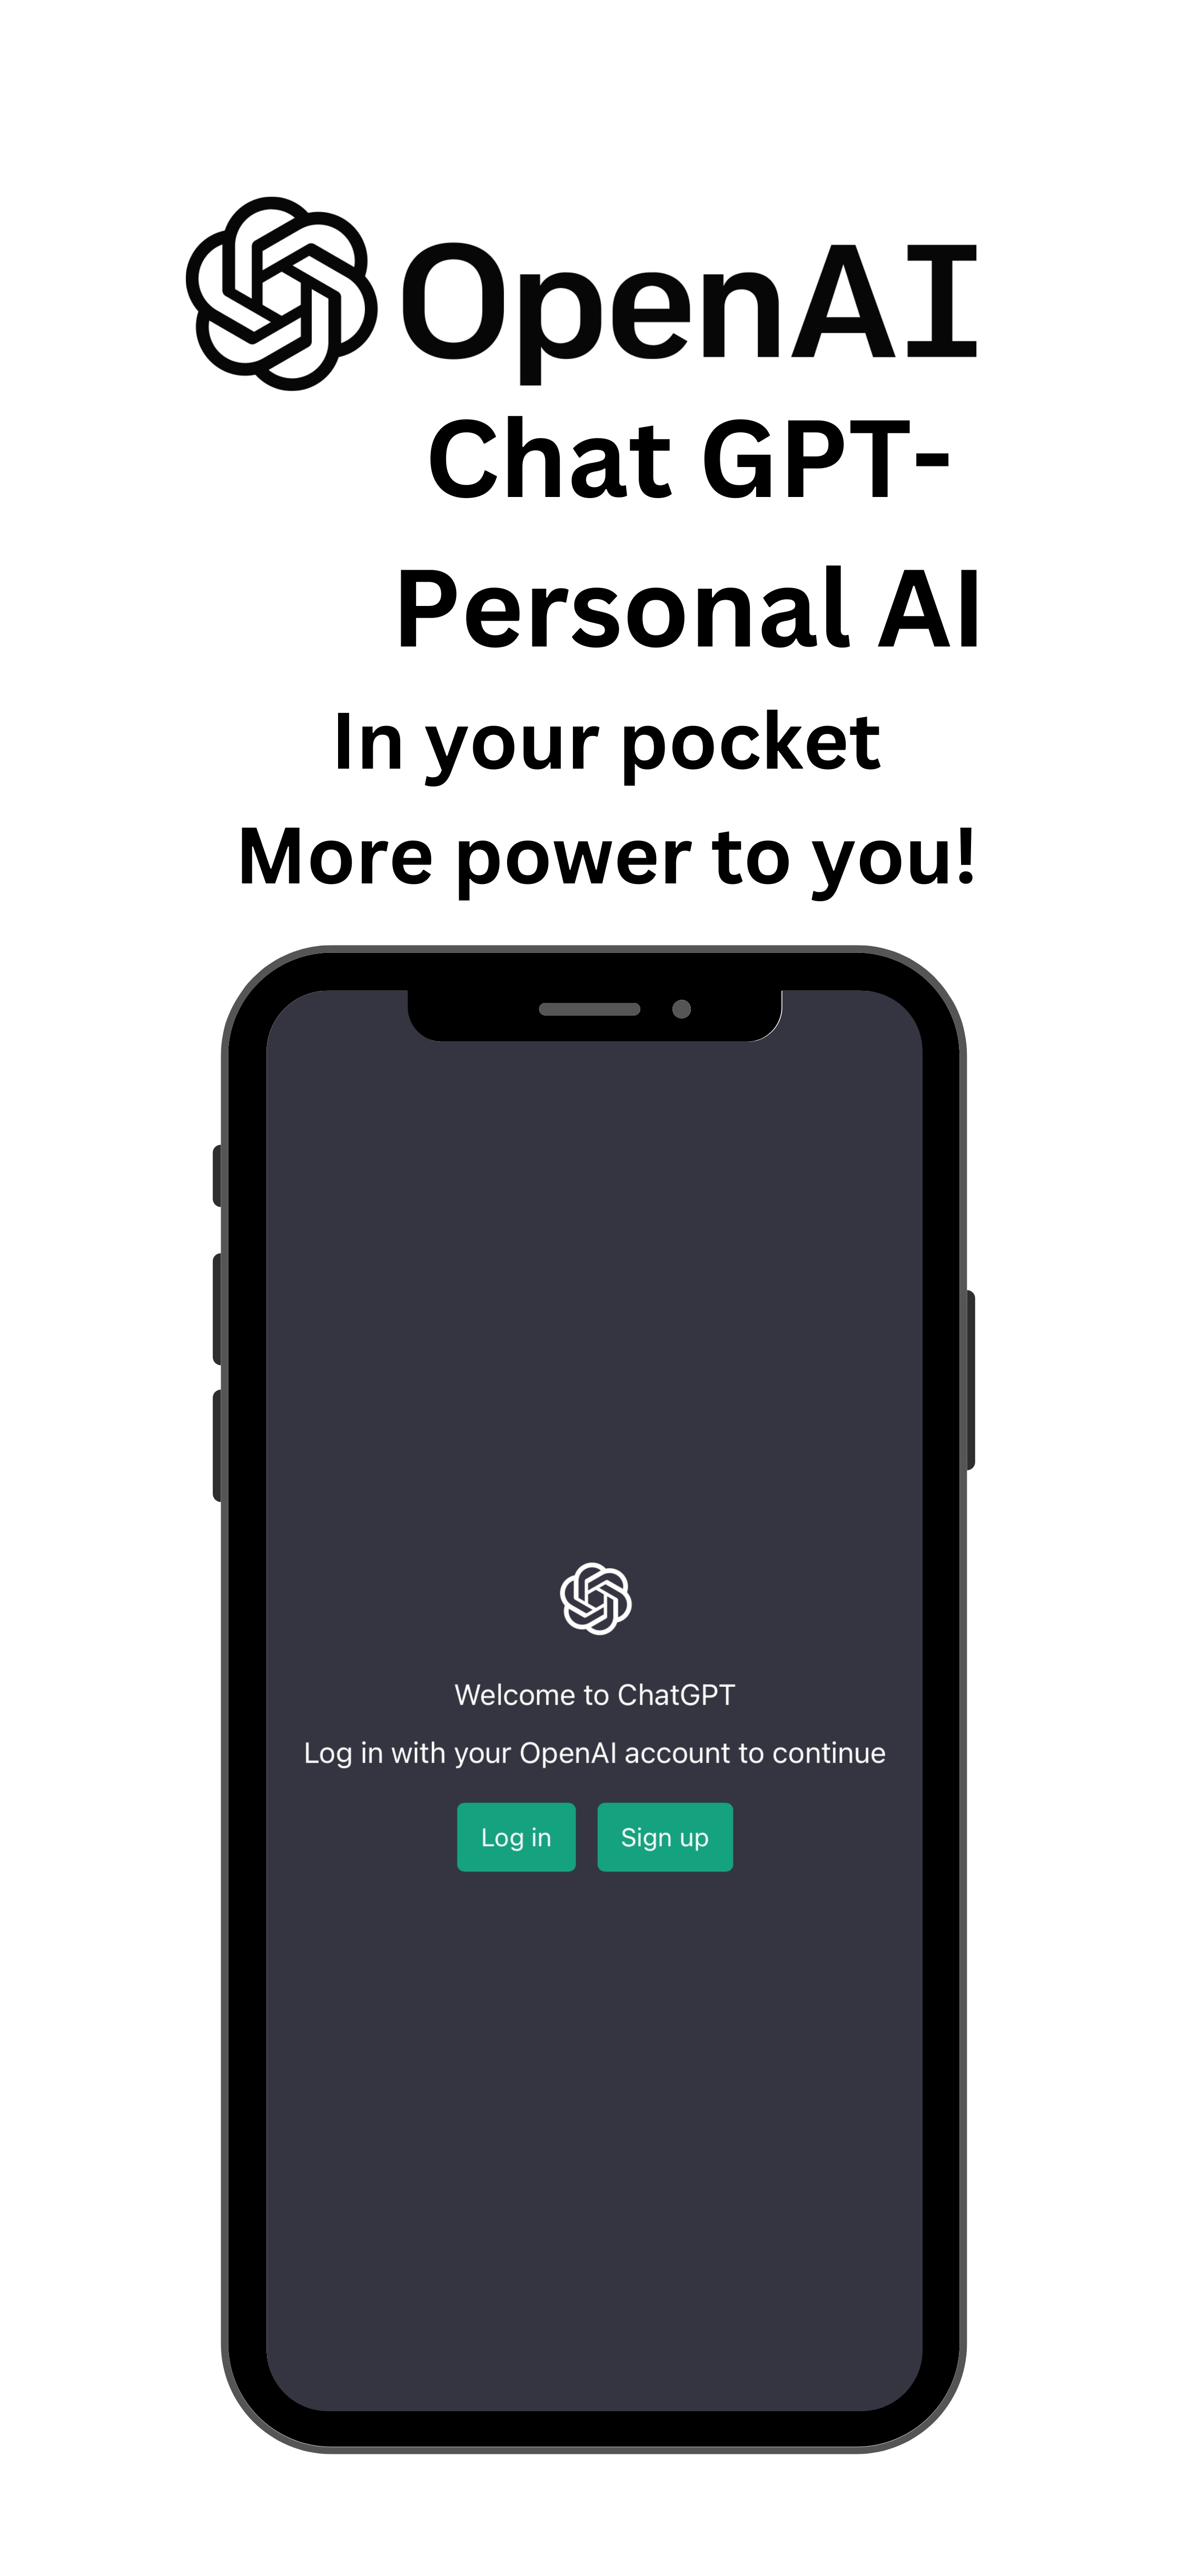 OpenAI
Chat GPT-
Personal AI
In your pocket
More power to you!
Welcome to ChatGPT
Log in with your OpenAI account to continue
Log in
Sign up